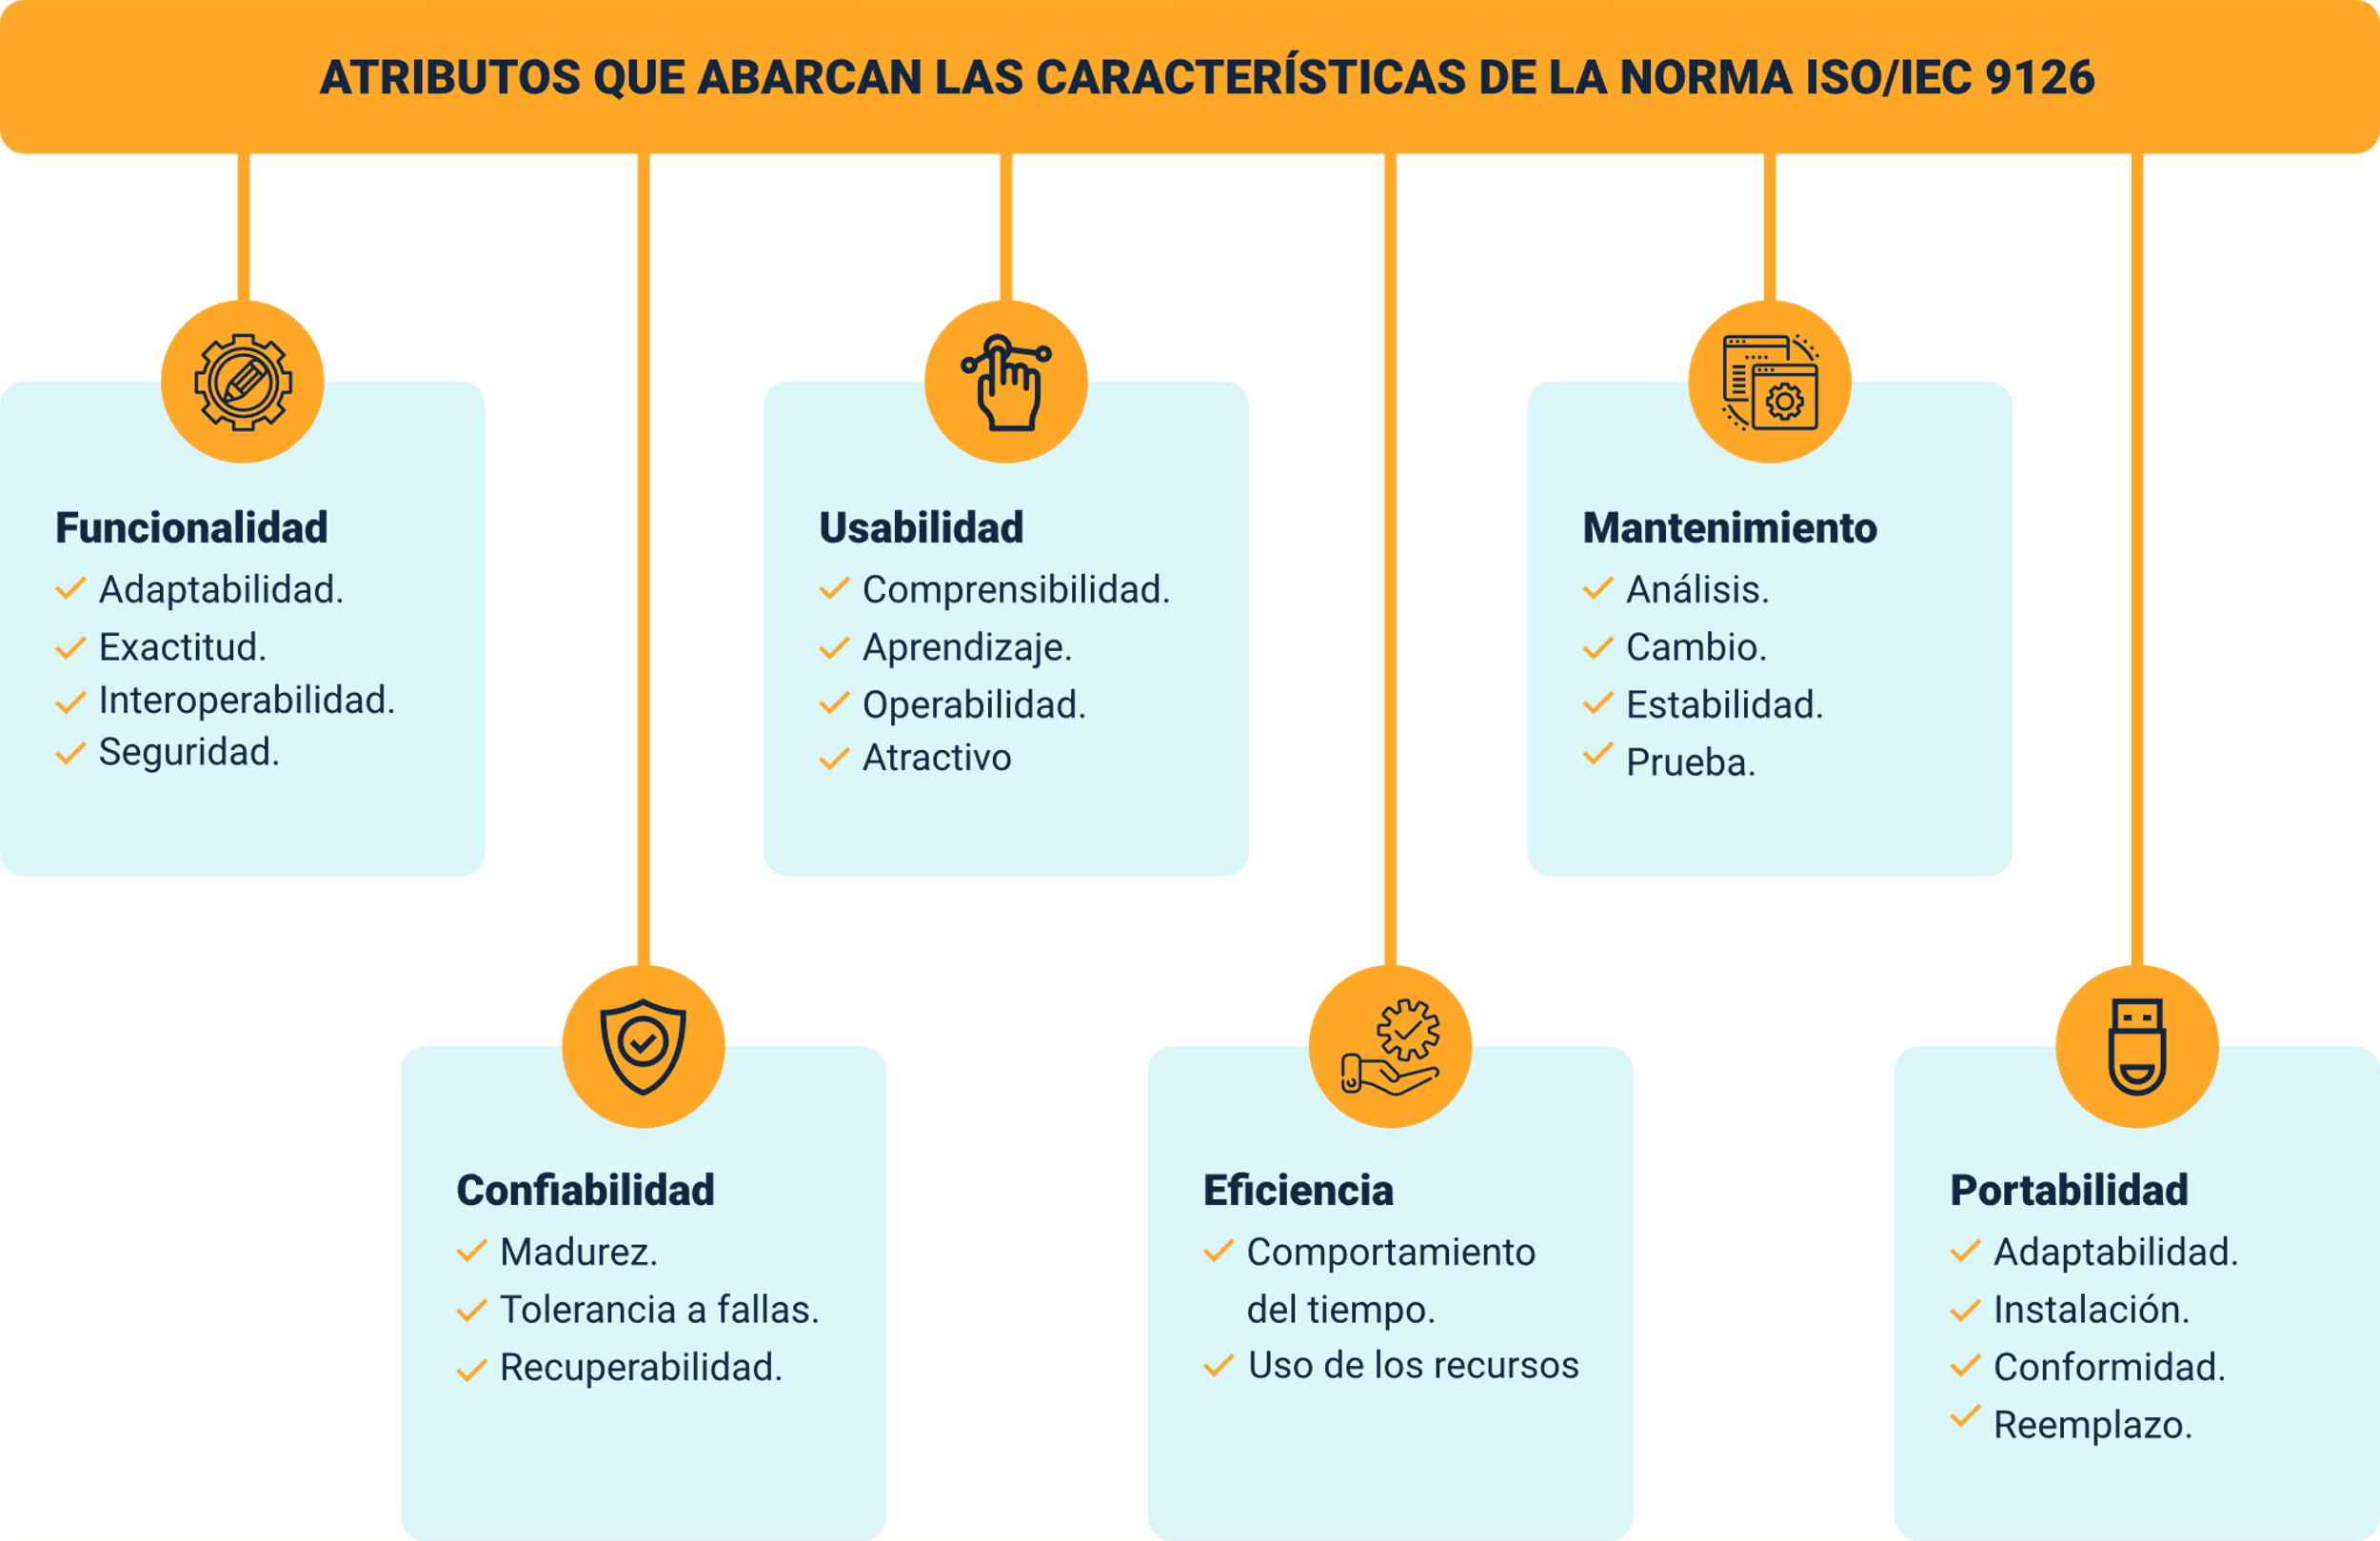 ATRIBUTOS QUE ABARCAN LAS CARACTERÍSTICAS DE LA NORMA ISO/IEC 9126
Funcionalidad
Adaptabilidad.
Exactitud.
Interoperabilidad.
Seguridad.
Usabilidad
Comprensibilidad.
Aprendizaje.
Operabilidad.
Atractivo
Mantenimiento
Análisis.
Cambio.
Estabilidad.
Prueba.
Confiabilidad
Madurez.
Tolerancia a fallas.
Recuperabilidad.
Eficiencia
Comportamiento
del tiempo.
Uso de los recursos
Portabilidad
Adaptabilidad.
Instalación.
Conformidad.
Reemplazo.